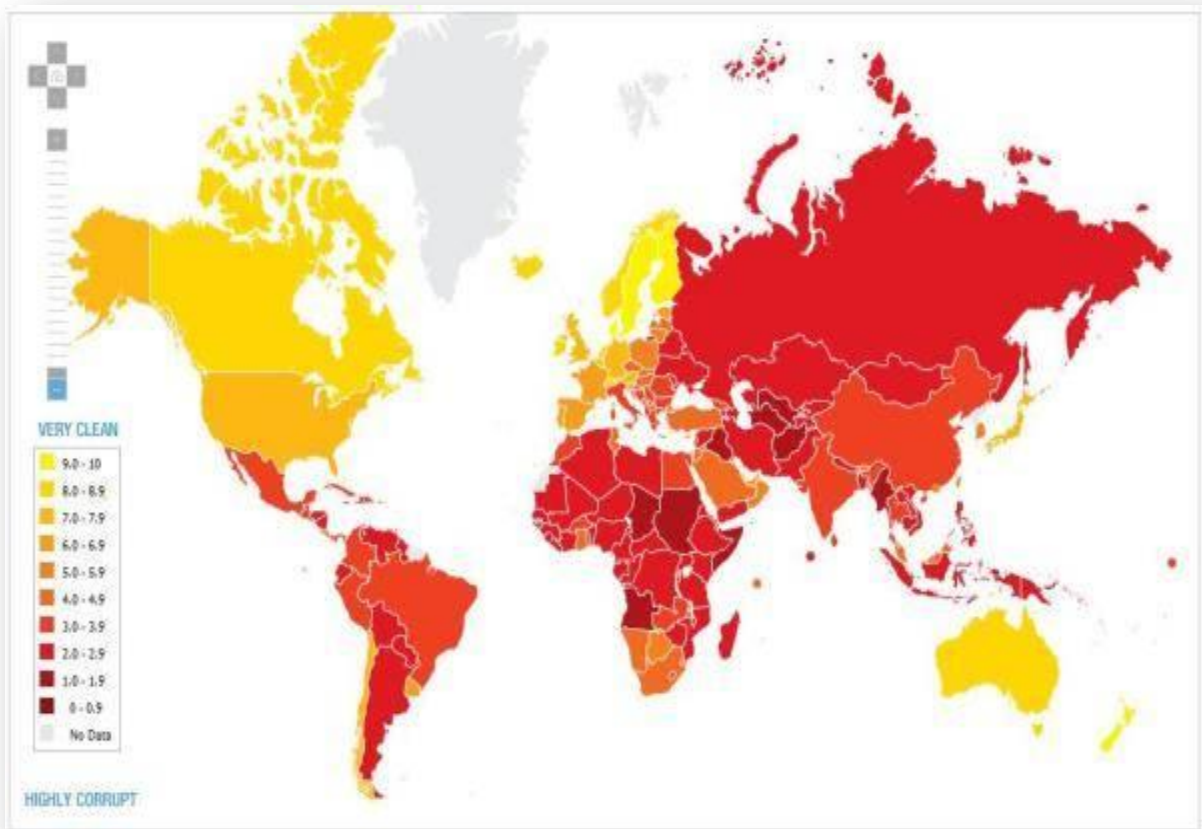 VERY CLEAN
9.0 - 10
8.0 - 8.9
7.0 - 7.9
6.0 - 6.9
5.0 - 5.9
4.0 - 4.9
3.0 - 3.9
2.0 - 2.9
1.0 - 1.9
0 - 0.9
No Data
HIGHLY CORRUPT